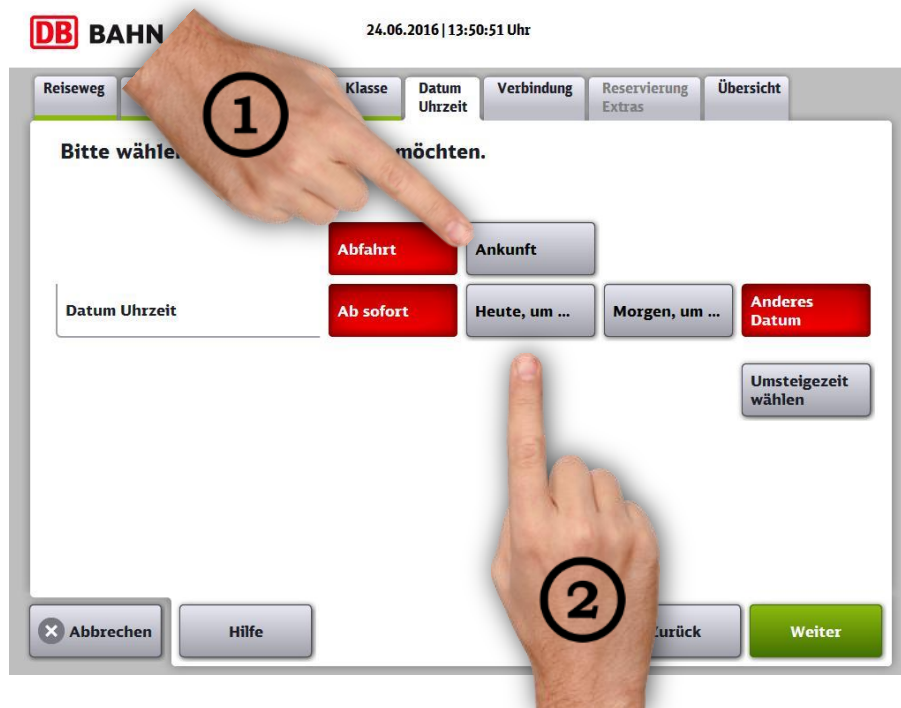 DB BAHN
24.06.2016 | 13:50:51 Uhr
Reiseweg
Klasse
Datum
Uhrzeit
Verbindung
Reservierung
Extras
Übersicht
1
Bitte möchten.
Abfahrt
Ankunft
Datum Uhrzeit
Ab sofort
Heute, um ...
Morgen, um ...
Anderes
Datum
Umsteigezeit
wählen
2
Abbrechen
Hilfe
Weiter